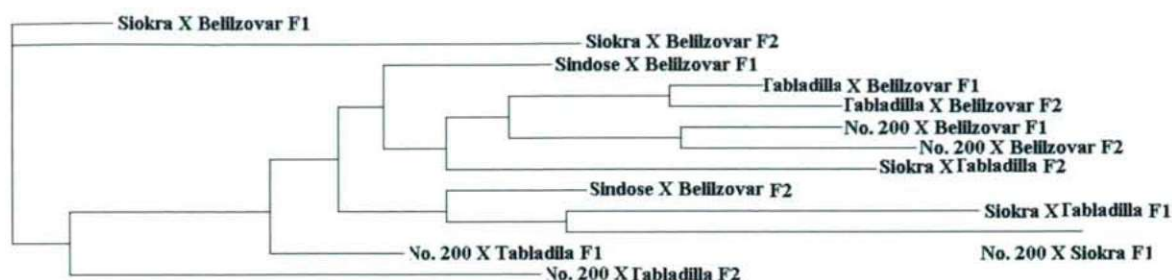 Siokra X Belilzovar F1
Siokra X Belilzovar F2
Sindose X Belilzovar F1
Tabladilla X Belilzovar F1
Tabladilla X Belilzovar F2
No. 200 X Belilzovar F1
No. 200 X Belilzovar F2
Siokra X Tabladilla F2
Sindose X Belilzovar F2
Siokra X Tabladilla F1
No. 200 X Siokra F1
No. 200 X Tabladila F1
No. 200 X Tabladilla F2